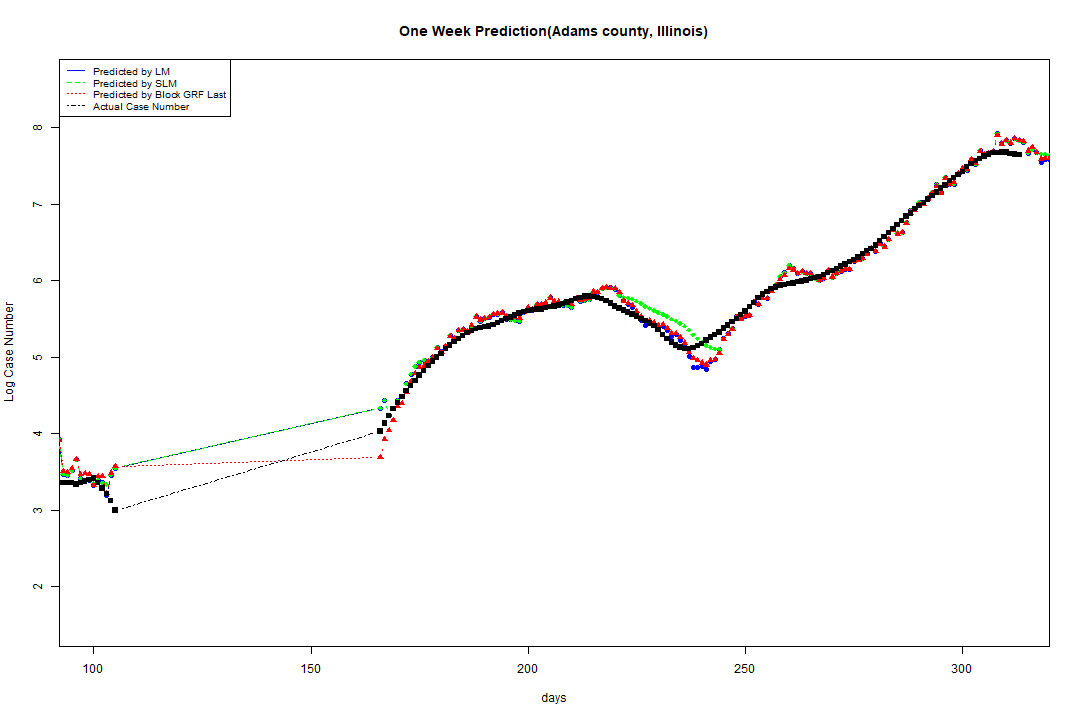 One Week Prediction(Adams county, Illinois)
Predicted by LM
Predicted by SLM
Predicted by Block GRF Last
Actual Case Number
Log Case Number
8
7
6
5
4
3
2
100 150 200 250 300
days